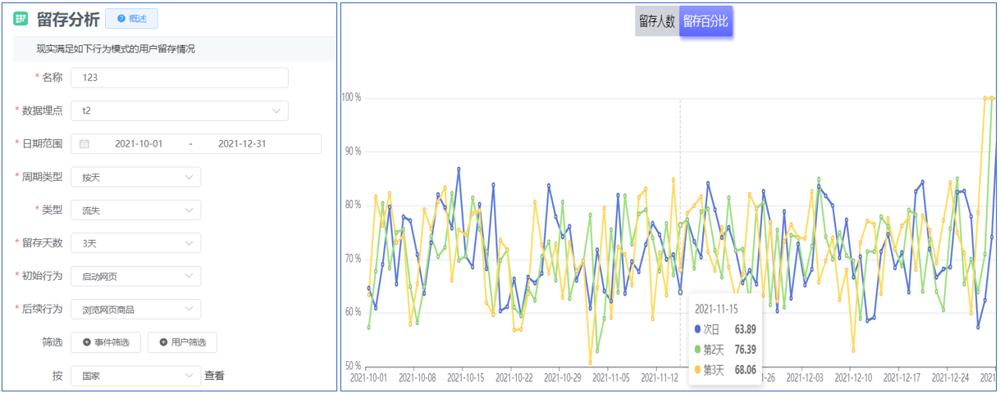 留存分析 概述
现实满足如下行为模式的用户留存情况
* 名称 123
* 数据埋点 t2
* 日期范围 2021-10-01 - 2021-12-31
* 周期类型 按天
* 类型 流失
* 留存天数 3天
* 初始行为 启动网页
* 后续行为 浏览网页商品
筛选 事件筛选 用户筛选
按 国家 查看
留存人数 留存百分比
100 %
90 %
80 %
70 %
60 %
50 %
2021-11-15
次日 63.89
第2天 76.39
第3天 68.06
2021-10-01 2021-10-08 2021-10-15 2021-10-22 2021-10-29 2021-11-05 2021-11-12 -26 2021-12-03 2021-12-10 2021-12-17 2021-12-24 2021-